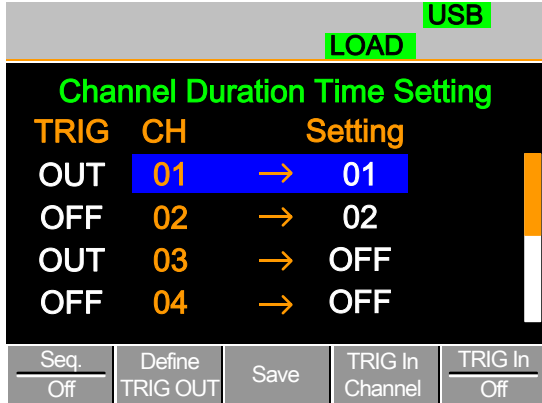 USB
LOAD
Channel Duration Time Setting
TRIG CH Setting
OUT 01 → 01
OFF 02 → 02
OUT 03 → OFF
OFF 04 → OFF
Seq. Off
Define TRIG OUT
Save
TRIG In Channel
TRIG In Off